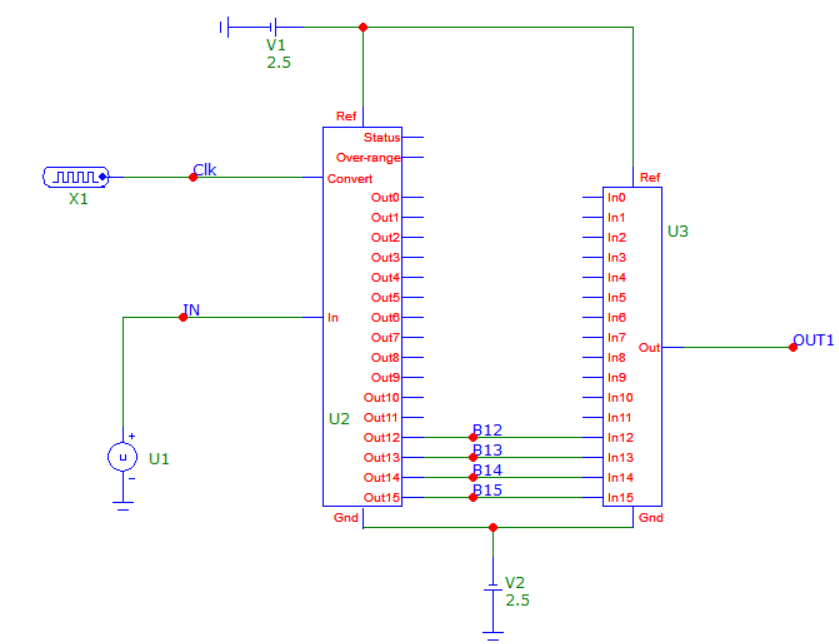 V1
2.5
Ref
Status
Over-range
Clk
Convert
X1
Ref
Out0
Out1
Out2
Out3
Out4
Out5
Out6
Out7
Out8
Out9
Out10
Out11
Out12
Out13
Out14
Out15
IN
In
U2
Gnd
U1
+
u
-
B12
B13
B14
B15
In0
In1
In2
In3
In4
In5
In6
In7
In8
In9
In10
In11
In12
In13
In14
In15
U3
Out
OUT1
Gnd
V2
2.5